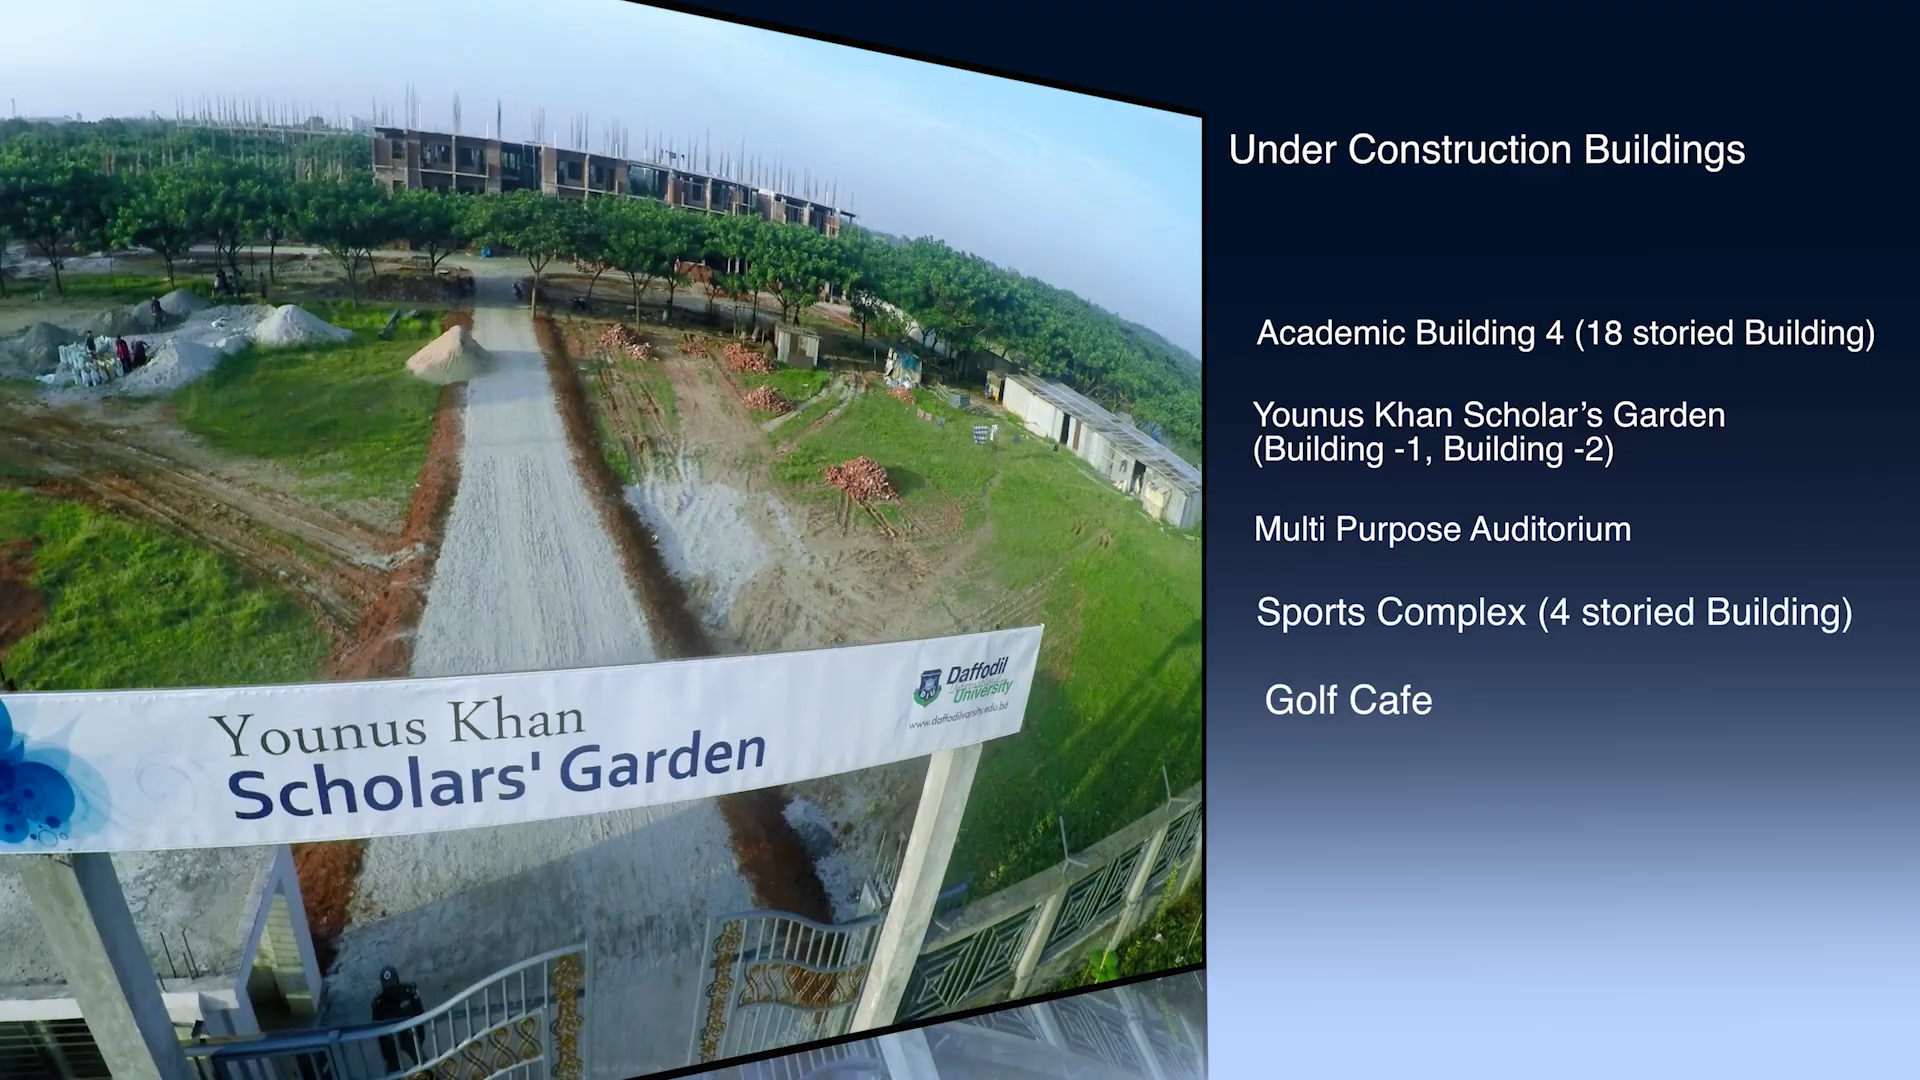 Under Construction Buildings
Academic Building 4 (18 storied Building)
Younus Khan Scholar’s Garden
(Building -1, Building -2)
Multi Purpose Auditorium
Sports Complex (4 storied Building)
Golf Cafe
Younus Khan
Scholars' Garden
Daffodil
International
University
www.daffodilvarsity.edu.bd